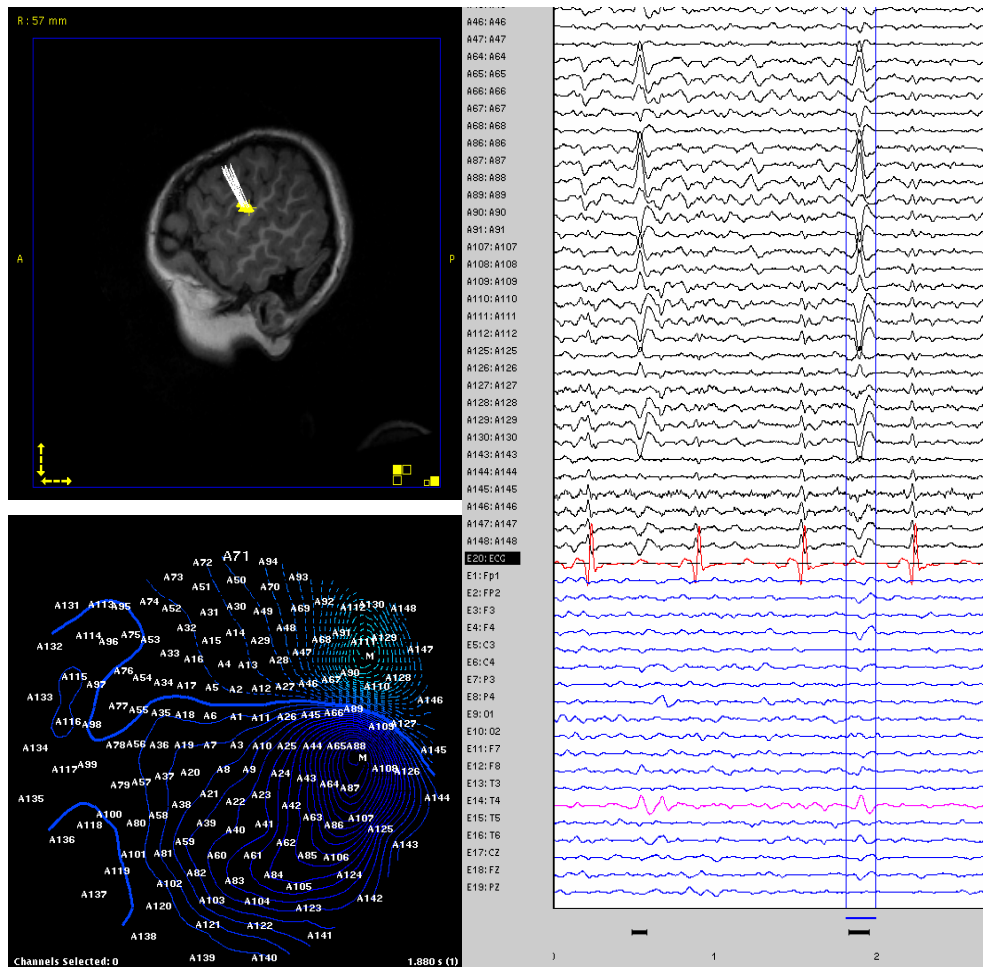 R: 57 mm
A
P
A71
A72 A94
A73 A51 A50 A70 A93
A131 A113 A95 A74 A52 A31 A30 A49 A69 A92 A130 A148
A132 A114 A96 A75 A53 A32 A15 A14 A29 A48 A68 A91 A111 A129 A147
A33 A16 A4 A13 A28 A47 M
A133 A115 A97 A76 A54 A34 A17 A5 A2 A12 A27 A46 A67 A90 A110 A128 A146
A116 A98 A77 A55 A35 A18 A6 A1 A11 A26 A45 A66 A89 A109 A127
A134 A78 A56 A36 A19 A7 A3 A10 A25 A44 A65 A88 A145
M
A117 A99 A79 A57 A37 A20 A8 A9 A24 A43 A64 A87 A108 A126
A135 A100 A58 A38 A21 A22 A23 A42 A63 A107 A144
A136 A118 A80 A39 A40 A41 A62 A86 A125 A143
A119 A101 A81 A59 A60 A61 A85 A106
A137 A102 A82 A83 A84 A105 A124 A142
A138 A120 A103 A104 A123
A121 A122 A141
A139 A140
Channels Selected: 0
1.880 s (1)
A46: A46
A47: A47
A64: A64
A65: A65
A66: A66
A67: A67
A68: A68
A86: A86
A87: A87
A88: A88
A89: A89
A90: A90
A91: A91
A107: A107
A108: A108
A109: A109
A110: A110
A111: A111
A112: A112
A125: A125
A126: A126
A127: A127
A128: A128
A129: A129
A130: A130
A143: A143
A144: A144
A145: A145
A146: A146
A147: A147
A148: A148
E20: ECG
E1: Fp1
E2: FP2
E3: F3
E4: F4
E5: C3
E6: C4
E7: P3
E8: P4
E9: O1
E10: O2
E11: F7
E12: F8
E13: T3
E14: T4
E15: T5
E16: T6
E17: CZ
E18: FZ
E19: PZ
0 1 2